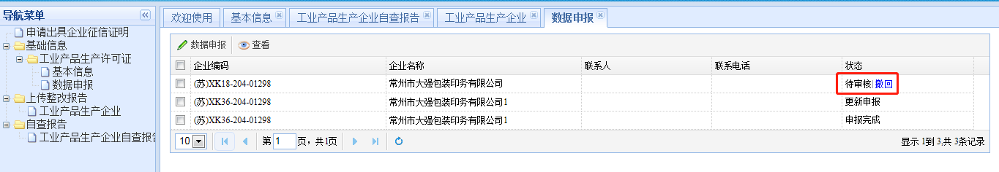 导航菜单
申请出具企业征信证明
基础信息
工业产品生产许可证
基本信息
数据申报
上传整改报告
工业产品生产企业
自查报告
工业产品生产企业自查报告
欢迎使用 基本信息 工业产品生产企业自查报告 工业产品生产企业 数据申报
数据申报 查看
企业编码 企业名称 联系人 联系电话 状态
(苏)XK18-204-01298 常州市大强包装印务有限公司 待审核|撤回
(苏)XK36-204-01298 常州市大强包装印务有限公司1 更新申报
(苏)XK36-204-01298 常州市大强包装印务有限公司1 申报完成
10 第 1 页，共1页 显示 1到 3,共 3条记录